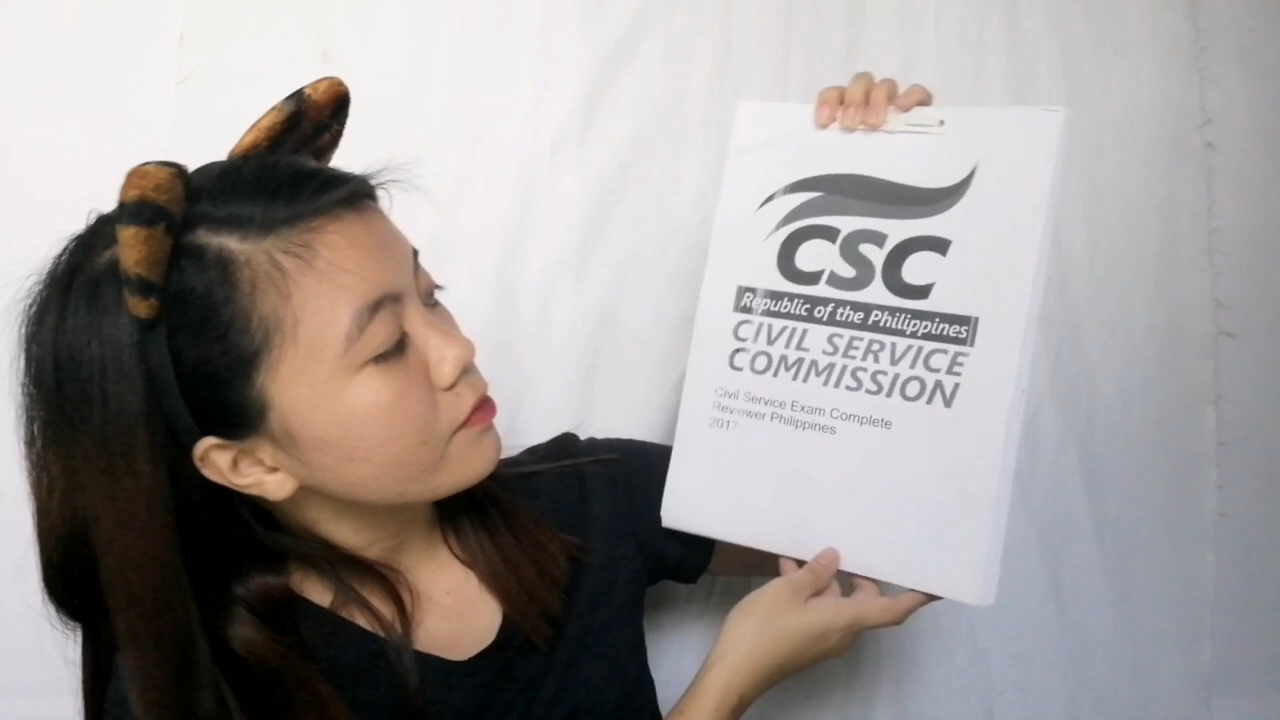 CSC
Republic of the Philippines
CIVIL SERVICE
COMMISSION
Civil Service Exam Complete
Reviewer Philippines
2017